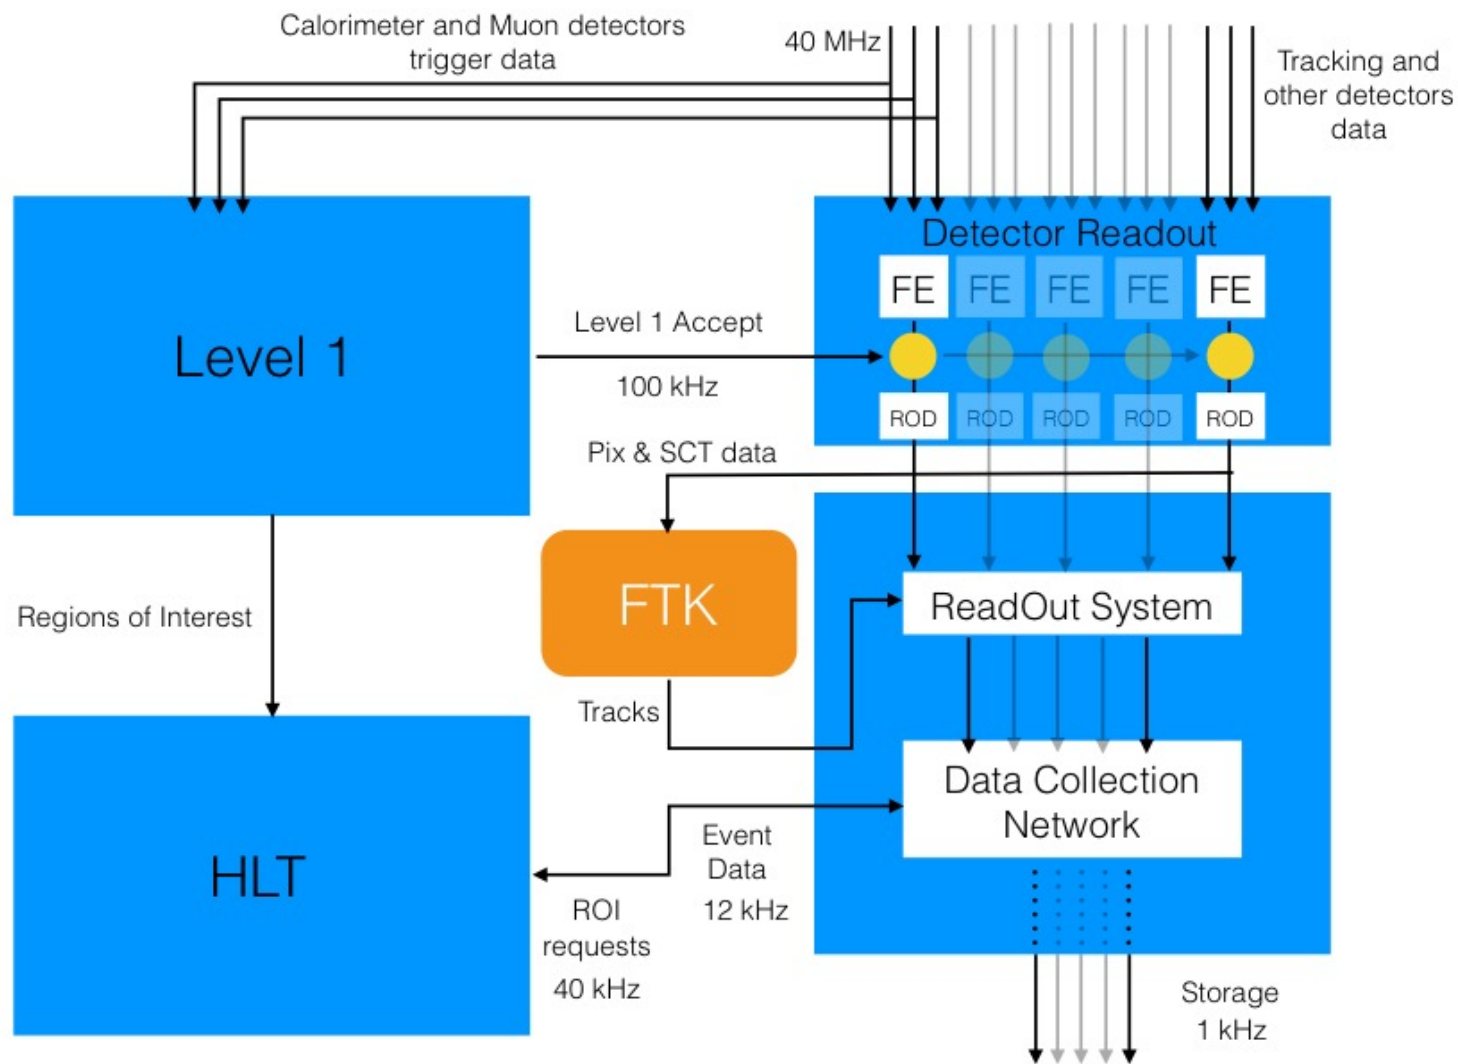 Calorimeter and Muon detectors
trigger data
40 MHz
Tracking and
other detectors
data
Detector Readout
FE FE FE FE FE
Level 1
Level 1 Accept
100 kHz
ROD ROD ROD ROD ROD
Pix & SCT data
FTK
ReadOut System
Regions of Interest
Tracks
Data Collection
Network
HLT
Event
Data
12 kHz
ROI
requests
40 kHz
Storage
1 kHz